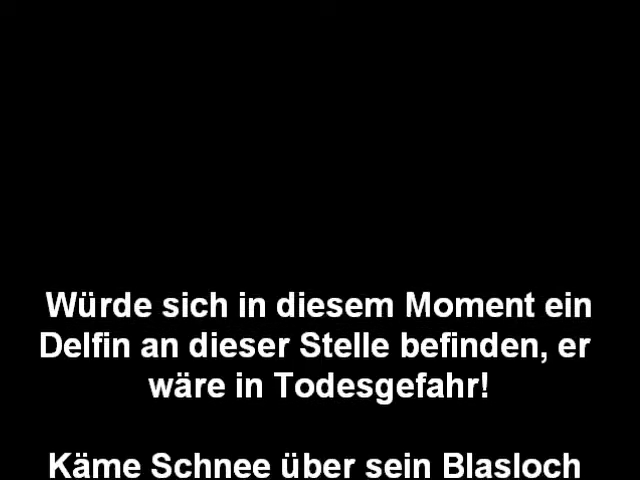 Würde sich in diesem Moment ein
Delfin an dieser Stelle befinden, er
wäre in Todesgefahr!
Käme Schnee über sein Blasloch